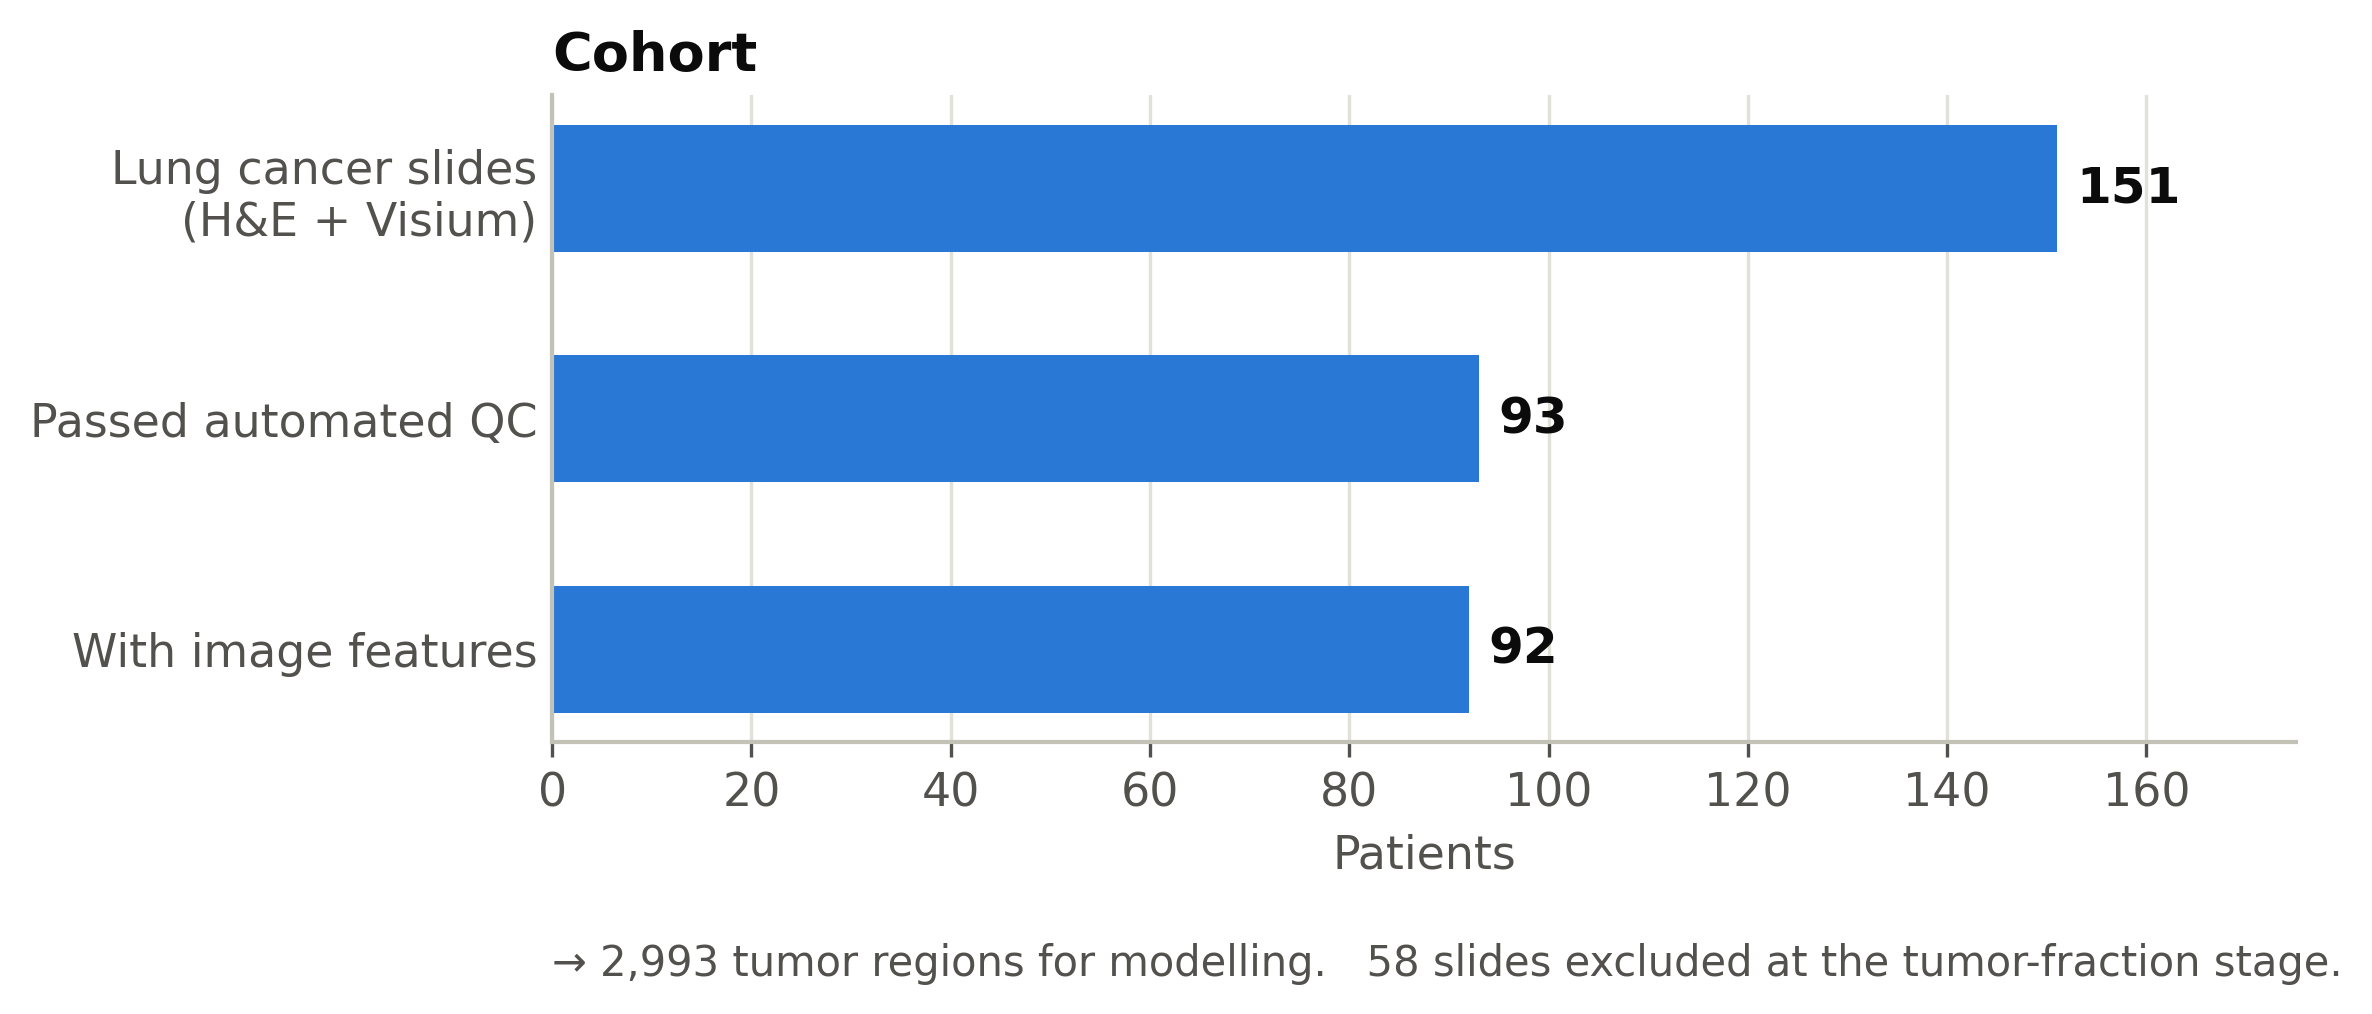 Cohort
Lung cancer slides
(H&E + Visium)
151
Passed automated QC
93
With image features
92
0 20 40 60 80 100 120 140 160
Patients
→ 2,993 tumor regions for modelling. 58 slides excluded at the tumor-fraction stage.